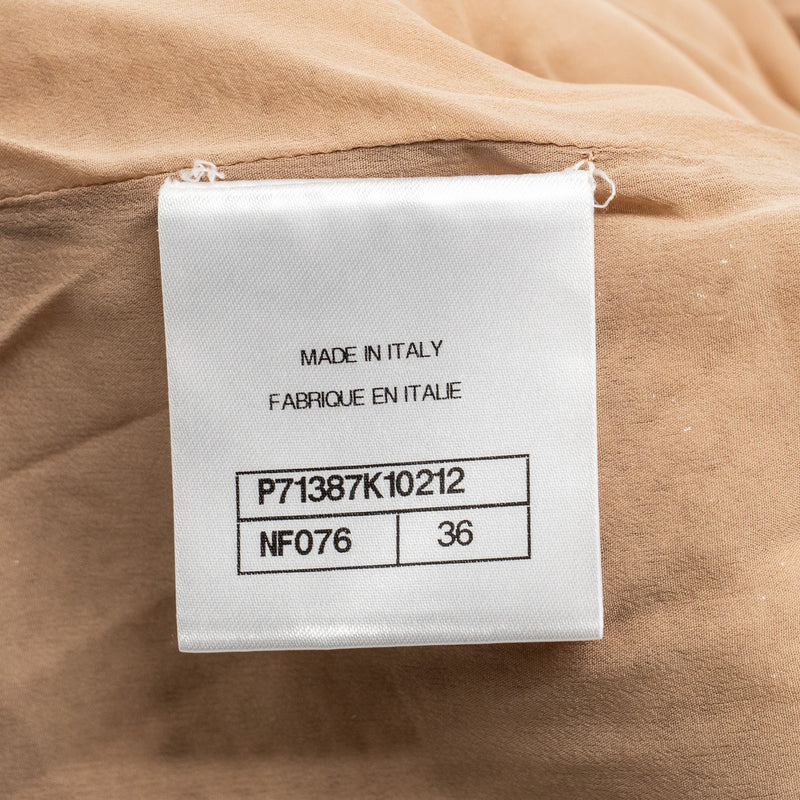 MADE IN ITALY
FABRIQUE EN ITALIE
P71387K10212
NF076 36